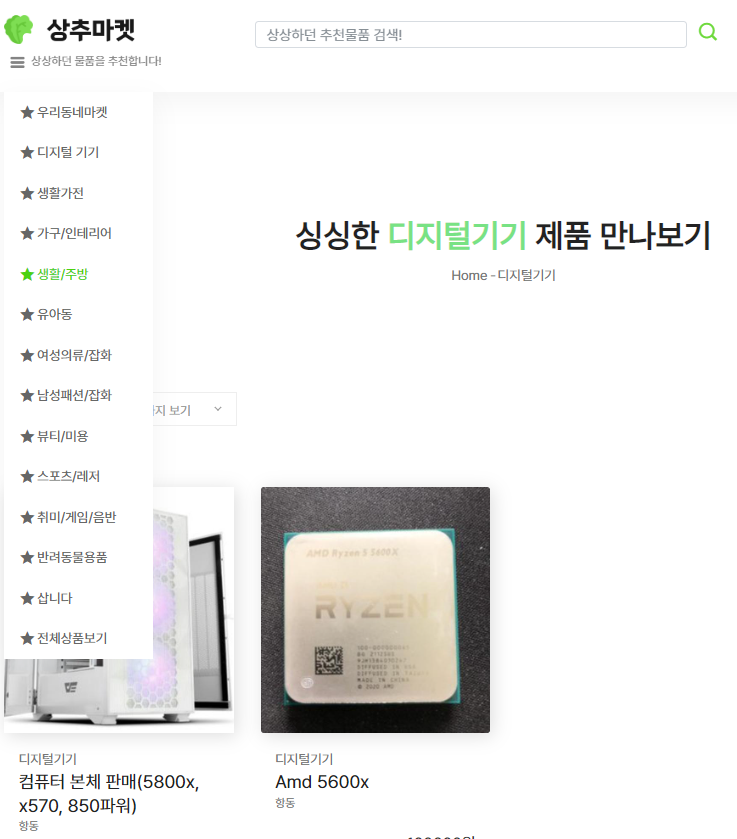 상추마켓
상상하던 추천물품 검색!
상상하던 물품을 추천합니다!
우리동네마켓
디지털 기기
생활가전
가구/인테리어
생활/주방
유아동
여성의류/잡화
남성패션/잡화
뷰티/미용
스포츠/레저
취미/게임/음반
반려동물용품
삽니다
전체상품보기
싱싱한 디지털기기 제품 만나보기
Home - 디지털기기
지 보기
AMD Ryzen 5 5600X
RYZEN
DIFFUSED IN USA
MADE IN CHINA
© 2020 AMD
디지털기기
컴퓨터 본체 판매(5800x,
x570, 850파워)
항동
디지털기기
Amd 5600x
항동